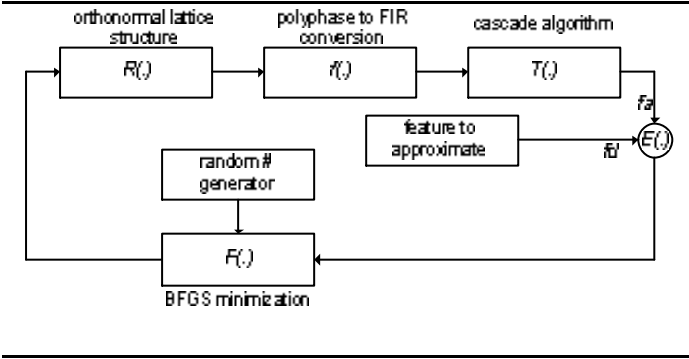 orthonormal lattice
structure
polyphase to FIR
conversion
cascade algorithm
R(.)
f(.)
T(.)
fa
feature to
approximate
fd
E(.)
random #
generator
F(.)
BFGS minimization